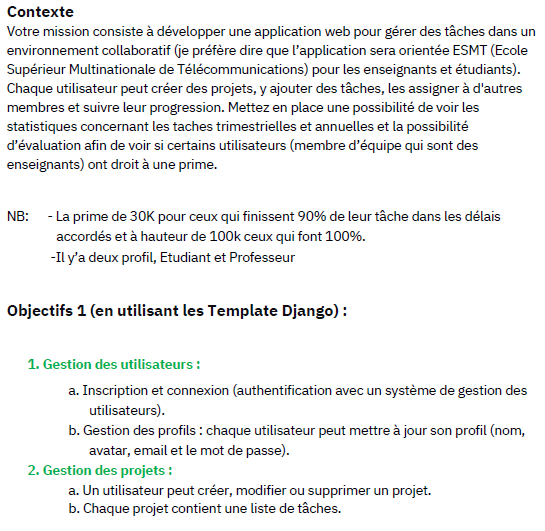 Contexte
Votre mission consiste à développer une application web pour gérer des tâches dans un
environnement collaboratif (je préfère dire que l'application sera orientée ESMT (Ecole
Supérieur Multinationale de Télécommunications) pour les enseignants et étudiants).
Chaque utilisateur peut créer des projets, y ajouter des tâches, les assigner à d'autres
membres et suivre leur progression. Mettez en place une possibilité de voir les
statistiques concernant les taches trimestrielles et annuelles et la possibilité
d'évaluation afin de voir si certains utilisateurs (membre d'équipe qui sont des
enseignants) ont droit à une prime.
NB: - La prime de 30K pour ceux qui finissent 90% de leur tâche dans les délais
accordés et à hauteur de 100k ceux qui font 100%.
-Il y'a deux profil, Etudiant et Professeur
Objectifs 1 (en utilisant les Template Django) :
1. Gestion des utilisateurs :
a. Inscription et connexion (authentification avec un système de gestion des
utilisateurs).
b. Gestion des profils : chaque utilisateur peut mettre à jour son profil (nom,
avatar, email et le mot de passe).
2. Gestion des projets :
a. Un utilisateur peut créer, modifier ou supprimer un projet.
b. Chaque projet contient une liste de tâches.